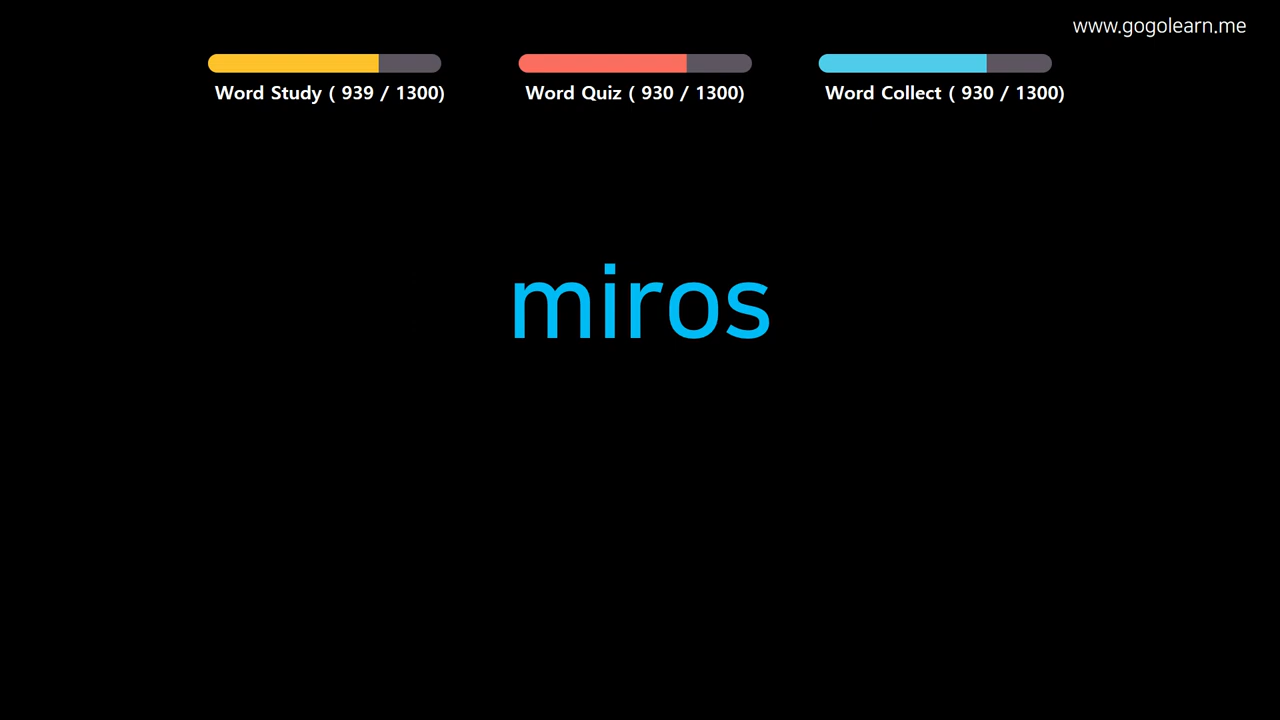 www.gogolearn.me
Word Study ( 939 / 1300)
Word Quiz ( 930 / 1300)
Word Collect ( 930 / 1300)
miros